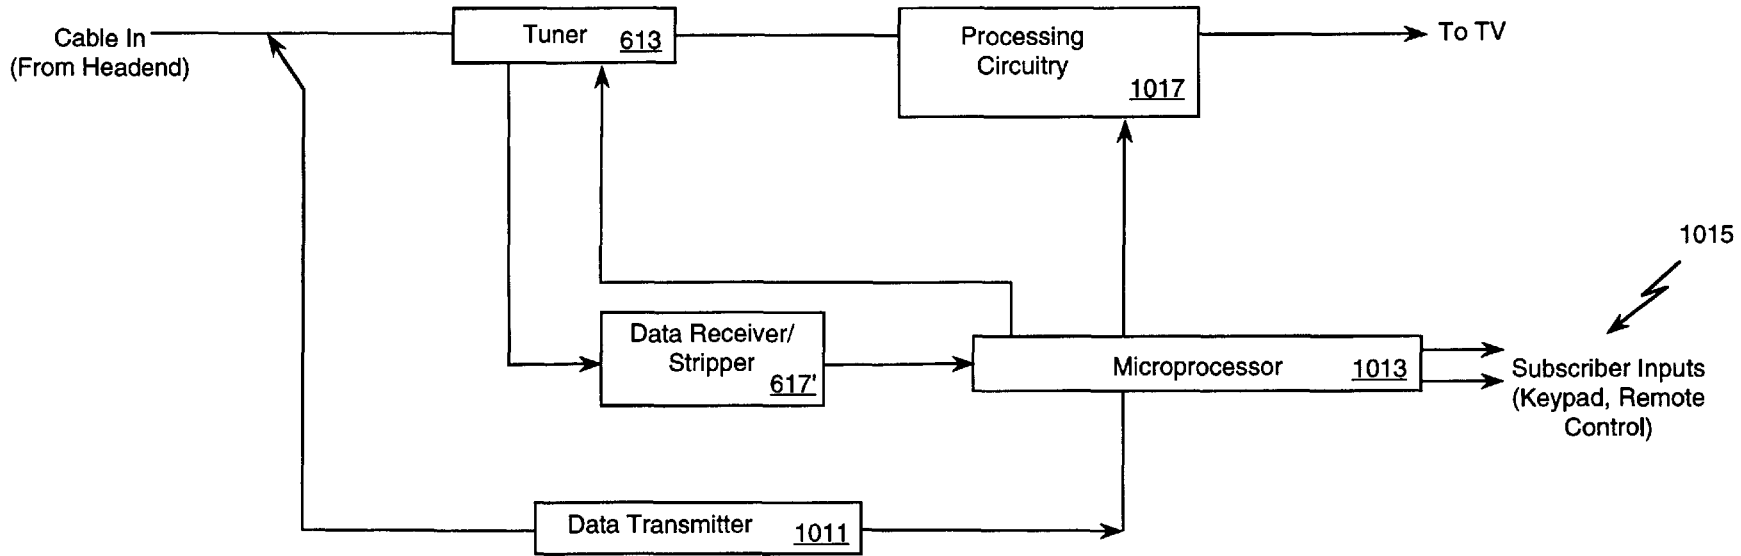 Cable In
(From Headend)
Tuner
613
Processing
Circuitry
1017
To TV
1015
Data Receiver/
Stripper
617'
Microprocessor
1013
Subscriber Inputs
(Keypad, Remote
Control)
Data Transmitter
1011